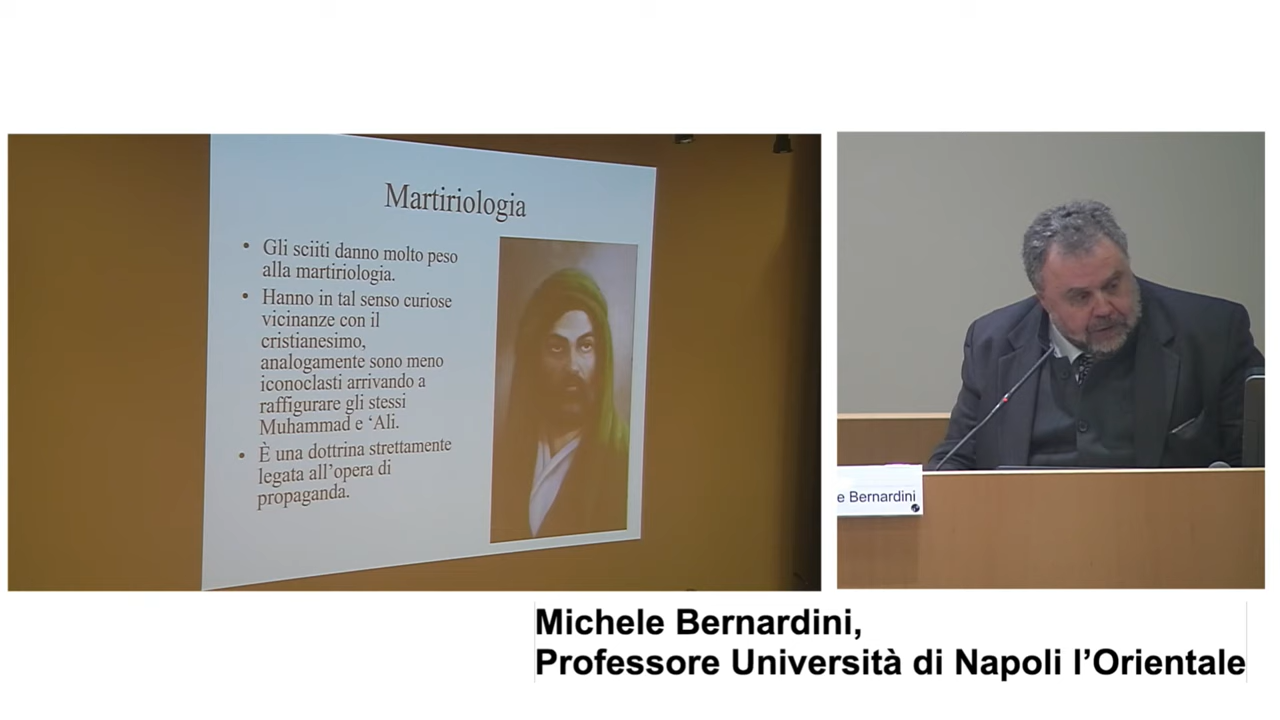 Martiriologia
• Gli sciiti danno molto peso
alla martiriologia.
• Hanno in tal senso curiose
vicinanze con il
cristianesimo,
analogamente sono meno
iconoclasti arrivando a
raffigurare gli stessi
Muhammad e ‘Ali.
• È una dottrina strettamente
legata all’opera di
propaganda.
e Bernardini
Michele Bernardini,
Professore Università di Napoli l’Orientale